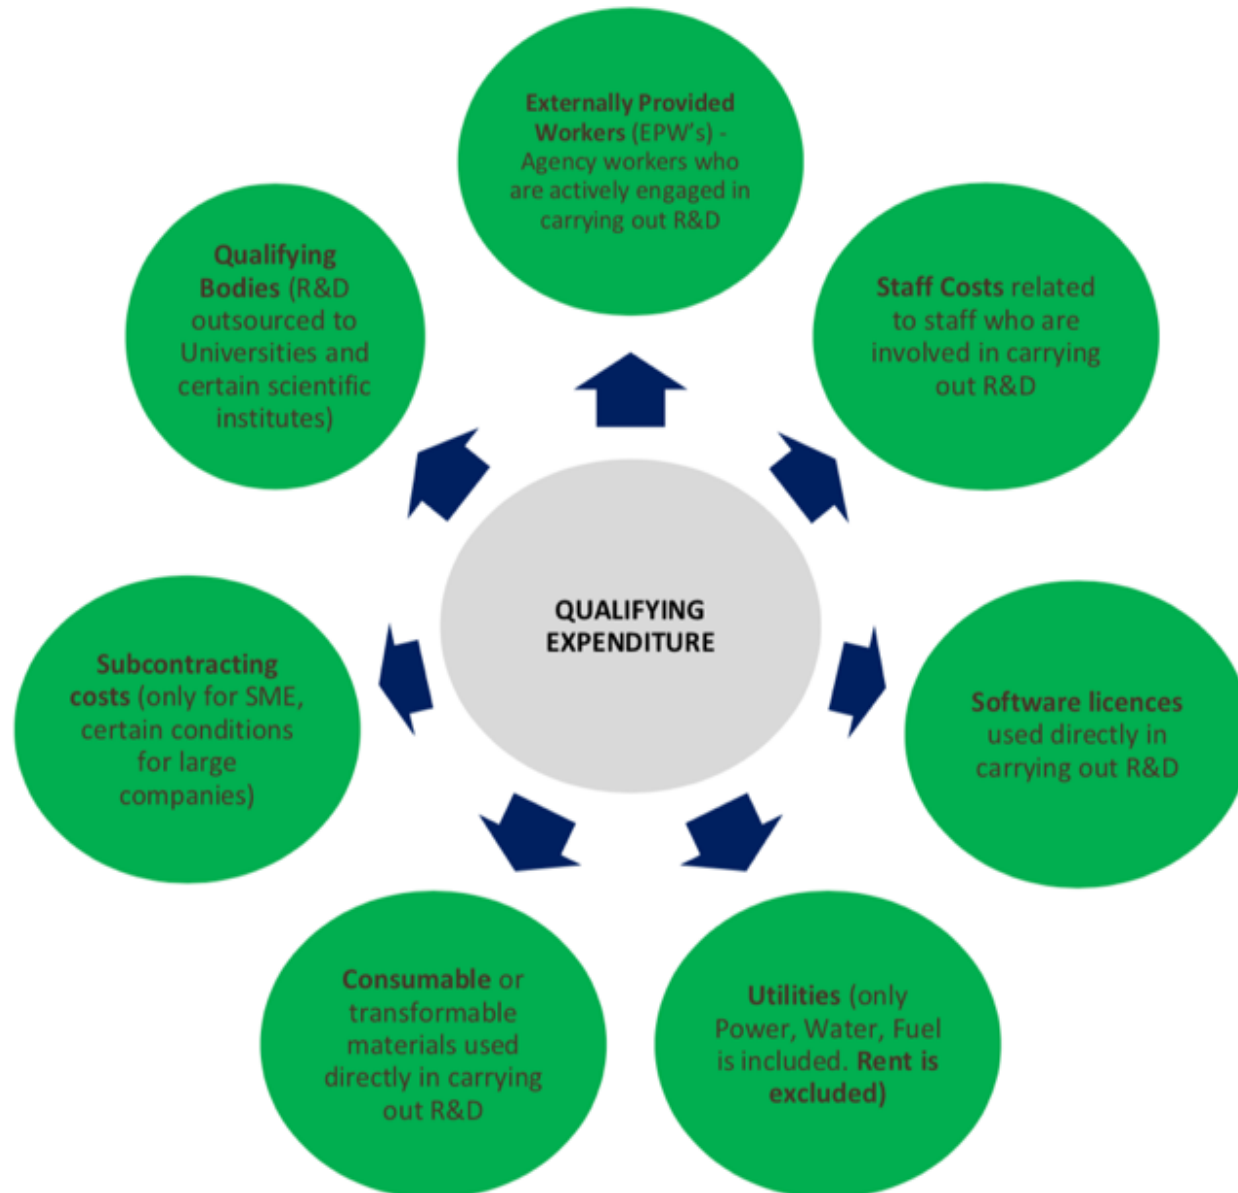 Externally Provided
Workers (EPW's) -
Agency workers who
are actively engaged in
carrying out R&D
Qualifying
Bodies (R&D
outsourced to
Universities and
certain scientific
institutes)
Staff Costs related
to staff who are
involved in carrying
out R&D
QUALIFYING
EXPENDITURE
Subcontracting
costs (only for SME,
certain conditions
for large
companies)
Software licences
used directly in
carrying out R&D
Consumable or
transformable
materials used
directly in carrying
out R&D
Utilities (only
Power, Water, Fuel
is included. Rent is
excluded)